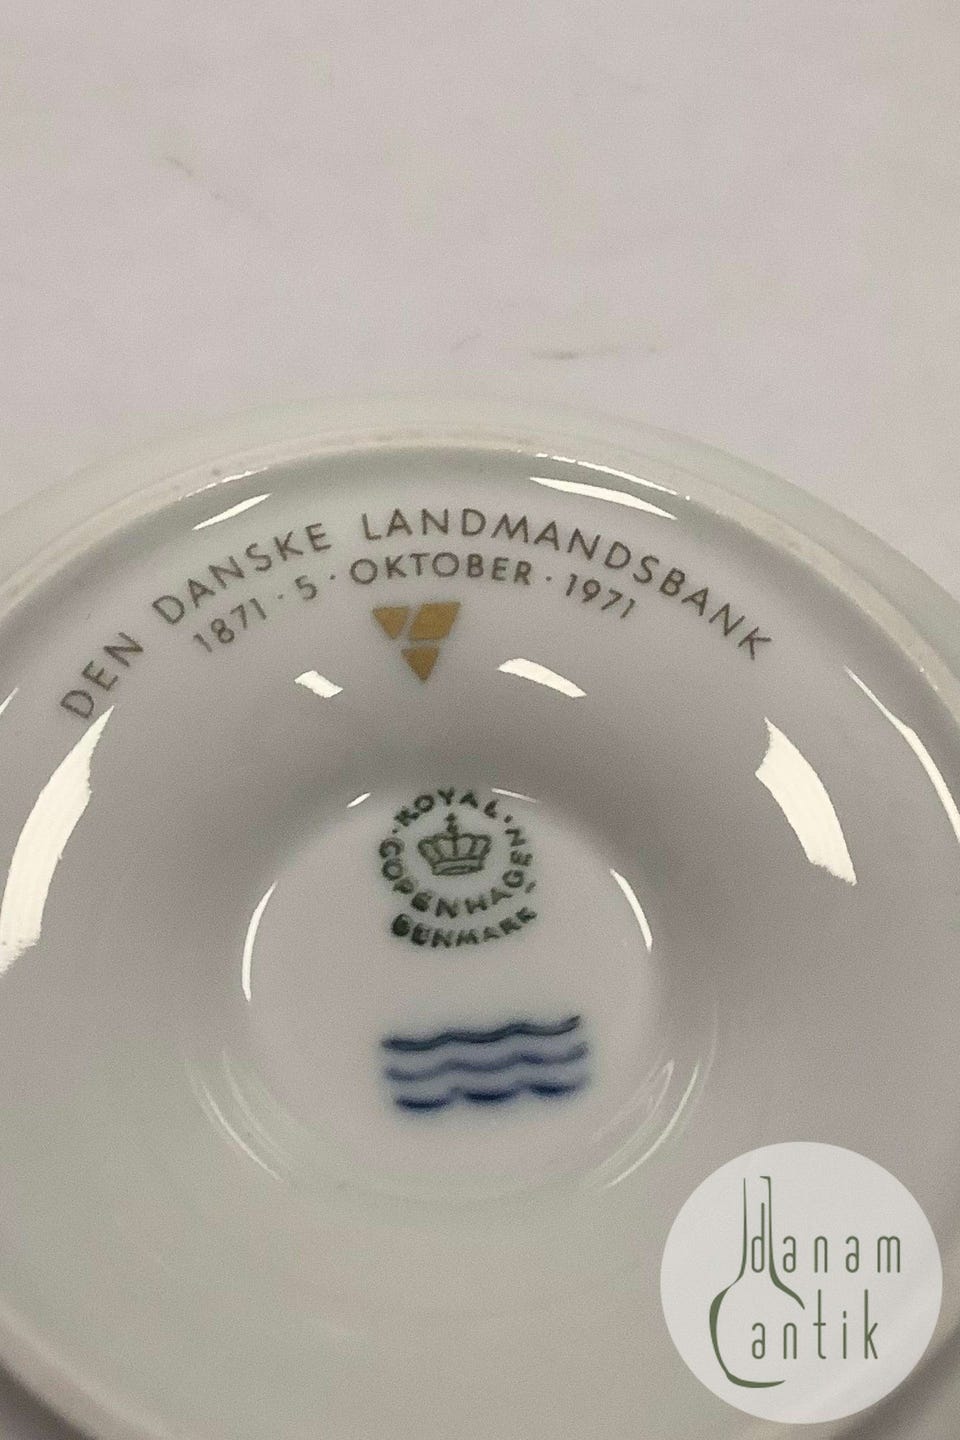 DEN DANSKE LANDMANDSBANK
1871 · 5 · OKTOBER · 1971
ROYAL · COPENHAGEN
DENMARK
danam
antik